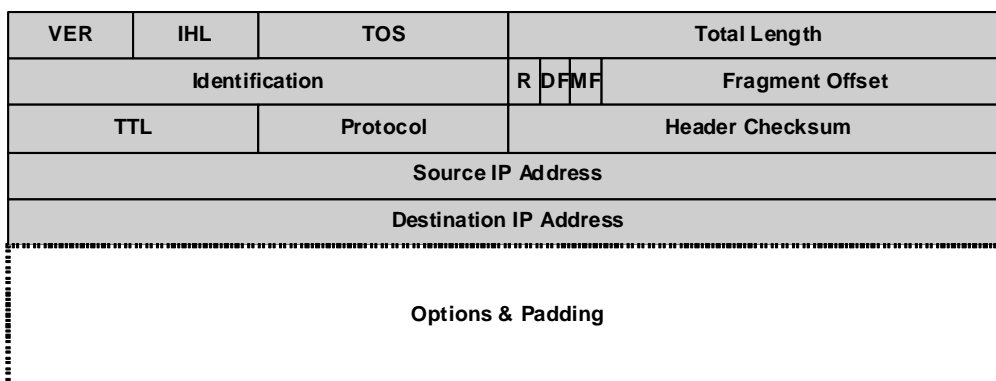 VER IHL TOS Total Length
Identification R DF MF Fragment Offset
TTL Protocol Header Checksum
Source IP Address
Destination IP Address
Options & Padding